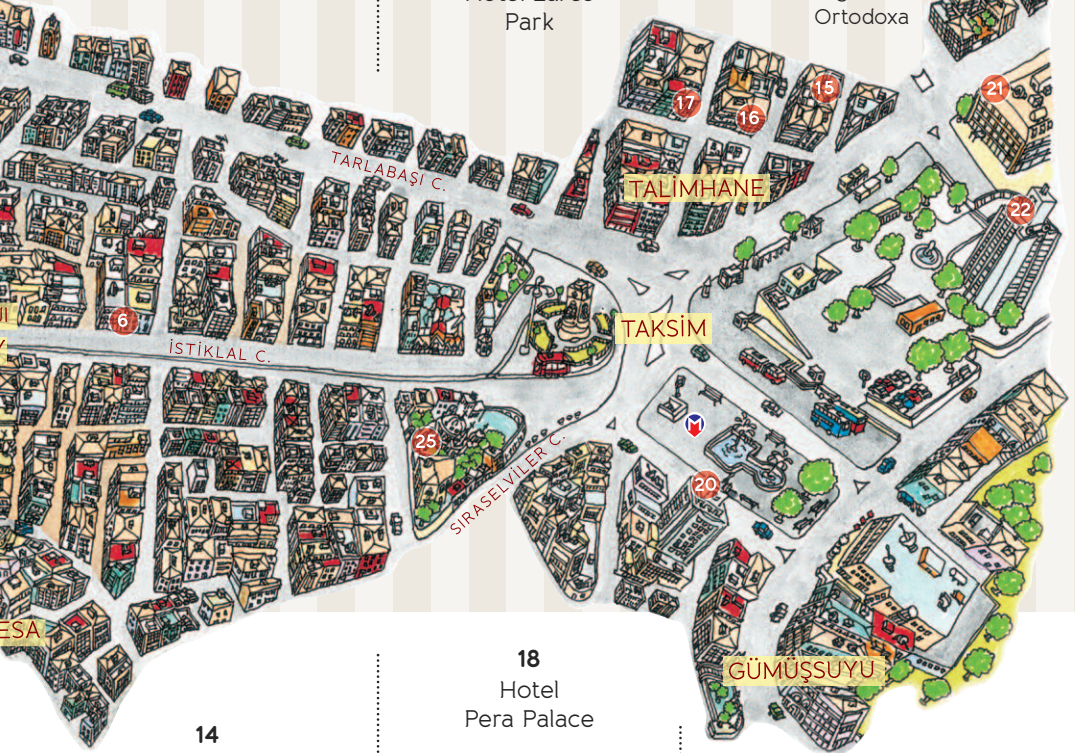 Park
Ortodoxa
21
17
15
16
TARLABAŞI C.
TALİMHANE
22
6
TAKSİM
İSTİKLAL C.
25
SIRASELVİLER C.
20
ESA
GÜMÜŞSUYU
18
Hotel
Pera Palace
14